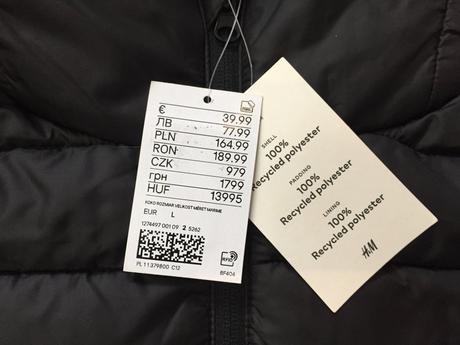 € 39.99
ЛВ 77.99
PLN 164.99
RON 189.99
CZK 979
грн 1799
HUF 13995
KOKO ROZMIAR VELIKOST MÉRET MĂRIME
EUR L
1274497 001 09 2 5262
RFID
PL 11379800 C12
BF404
SHELL
100%
Recycled polyester
PADDING
100%
Recycled polyester
LINING
100%
Recycled polyester
H&M